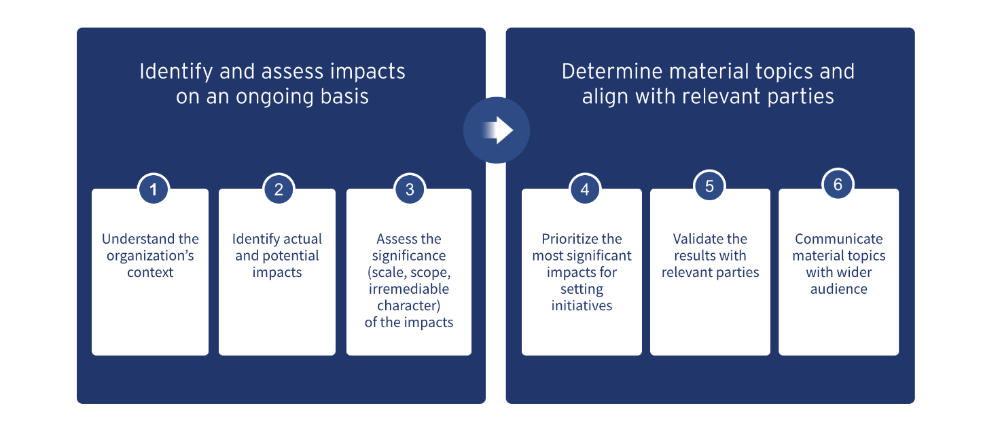 Identify and assess impacts
on an ongoing basis
1
Understand the
organization’s
context
2
Identify actual
and potential
impacts
3
Assess the
significance
(scale, scope,
irremediable
character)
of the impacts
Determine material topics and
align with relevant parties
4
Prioritize the
most significant
impacts for
setting
initiatives
5
Validate the
results with
relevant parties
6
Communicate
material topics
with wider
audience